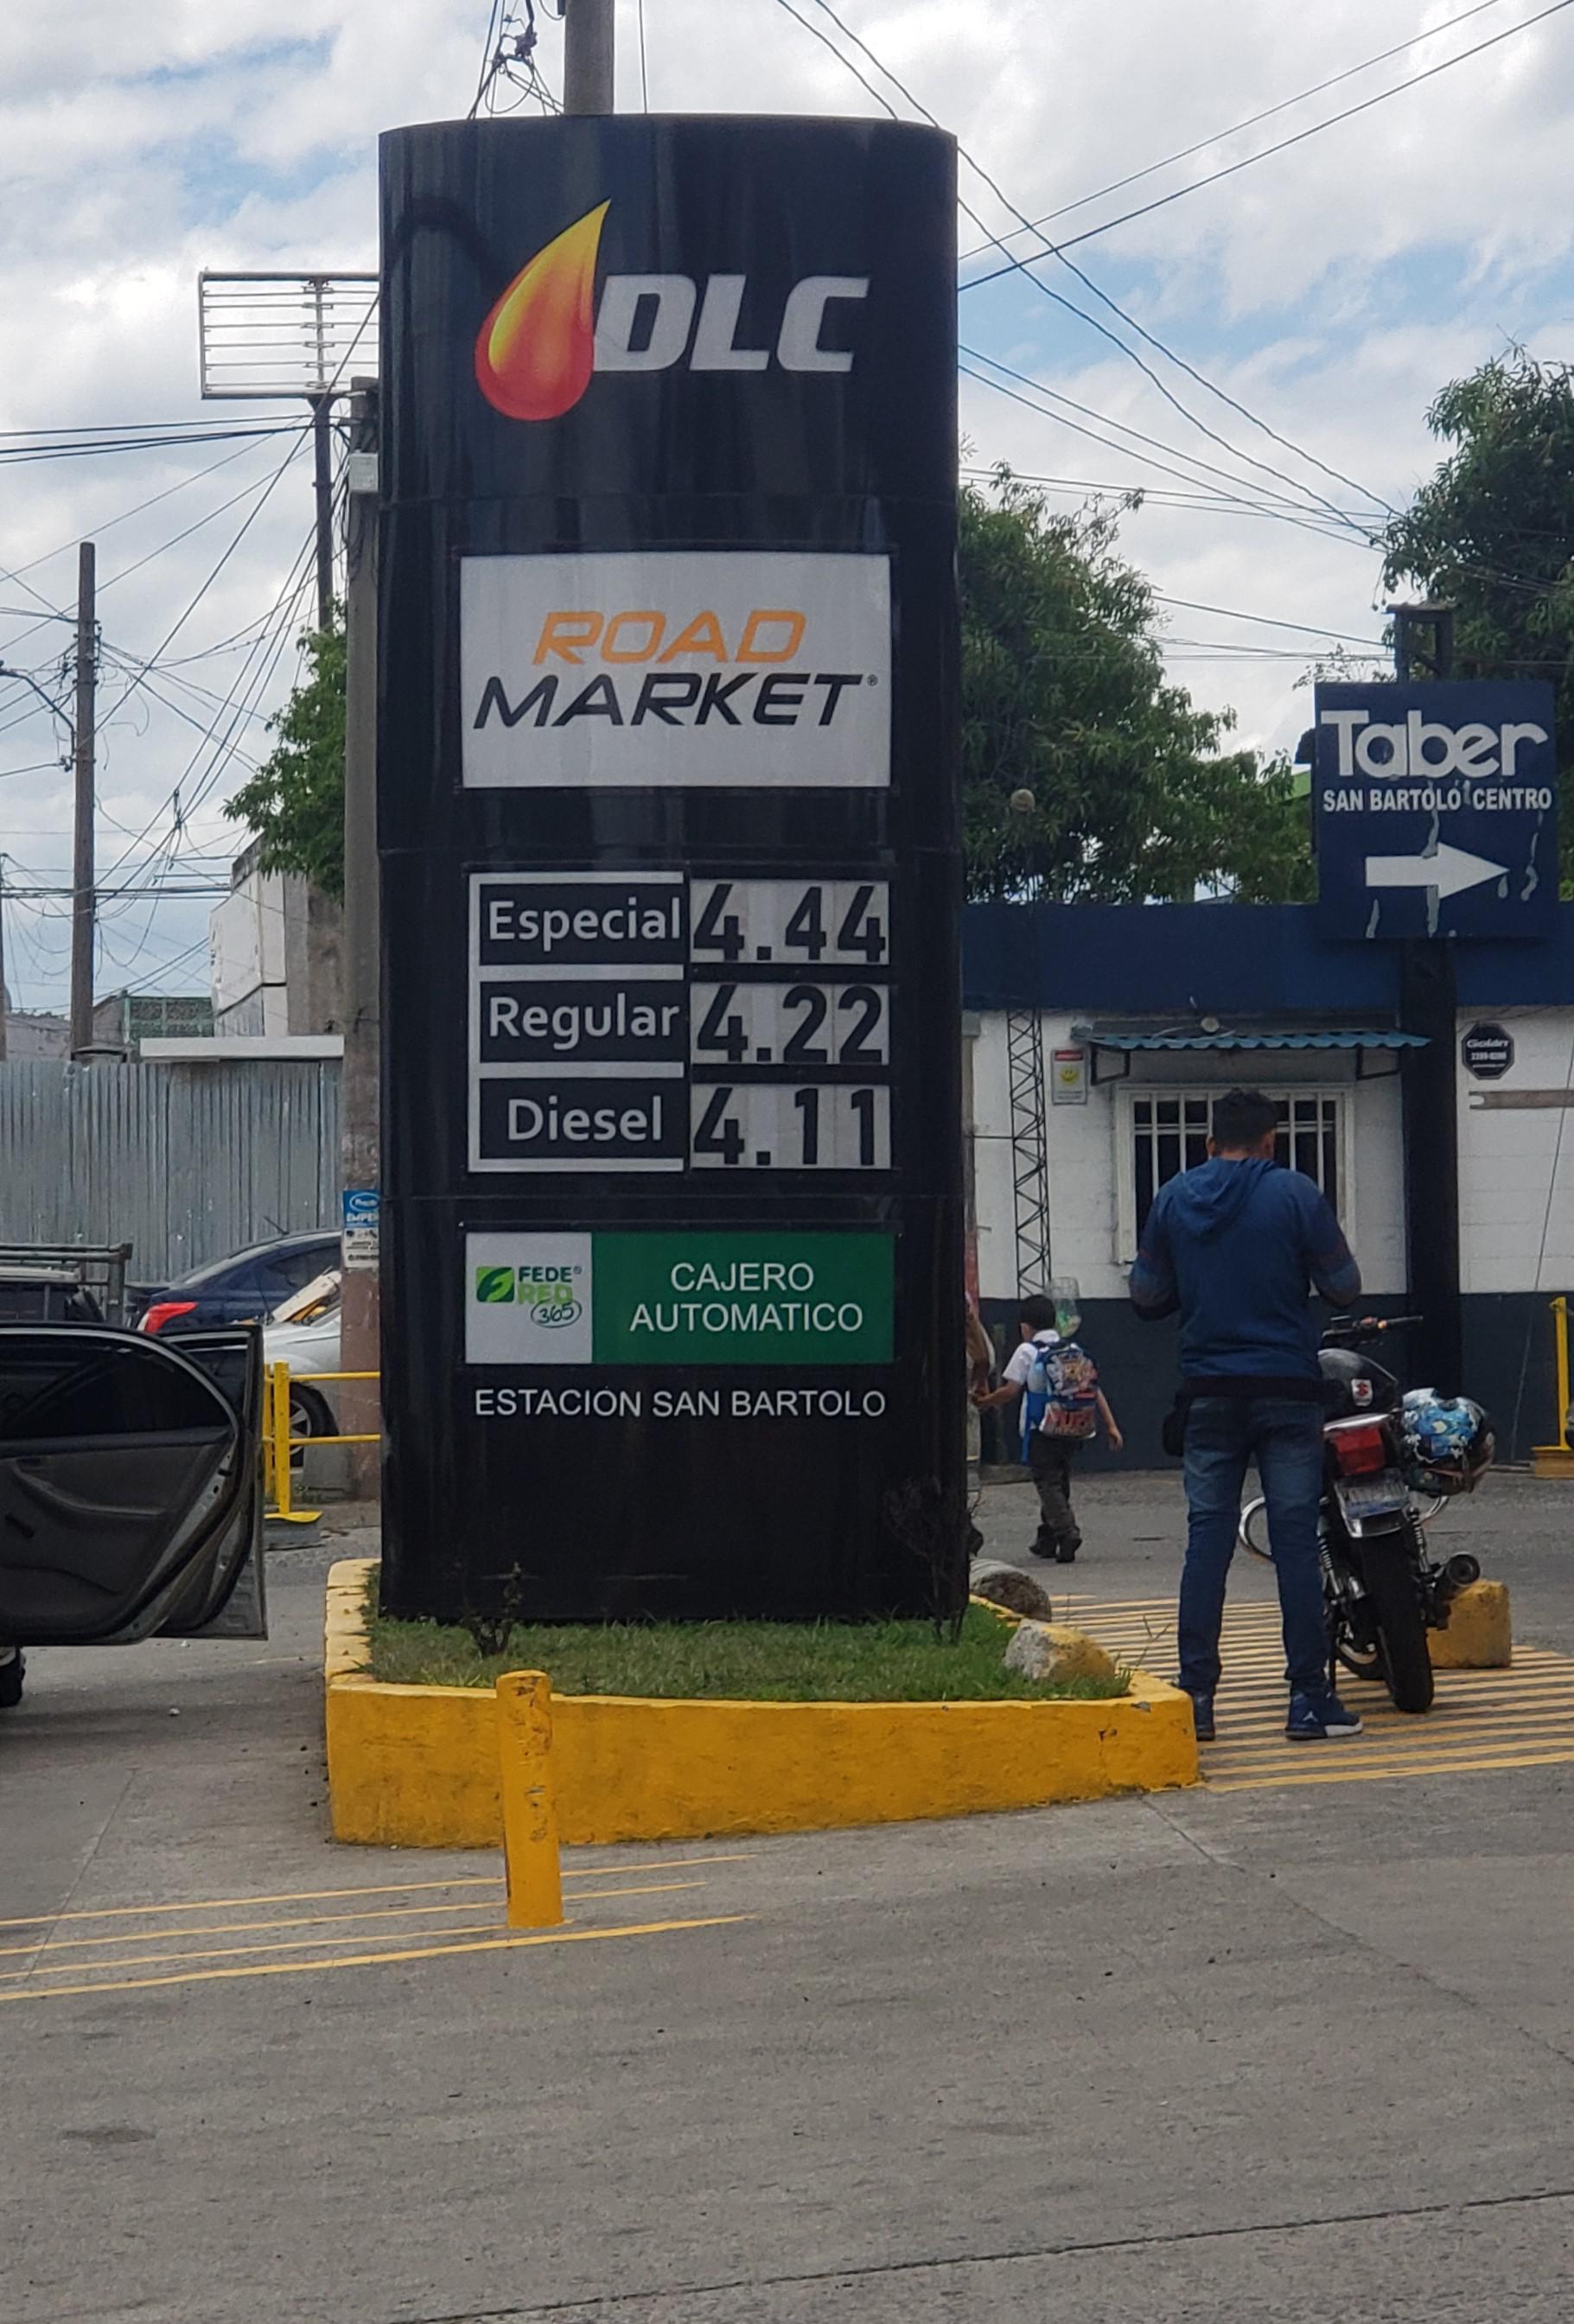 DLC
ROAD
MARKET®
Especial 4.44
Regular 4.22
Diesel 4.11
FEDE®
RED
365
CAJERO
AUTOMATICO
ESTACIÓN SAN BARTOLO
Taber
SAN BARTOLO CENTRO